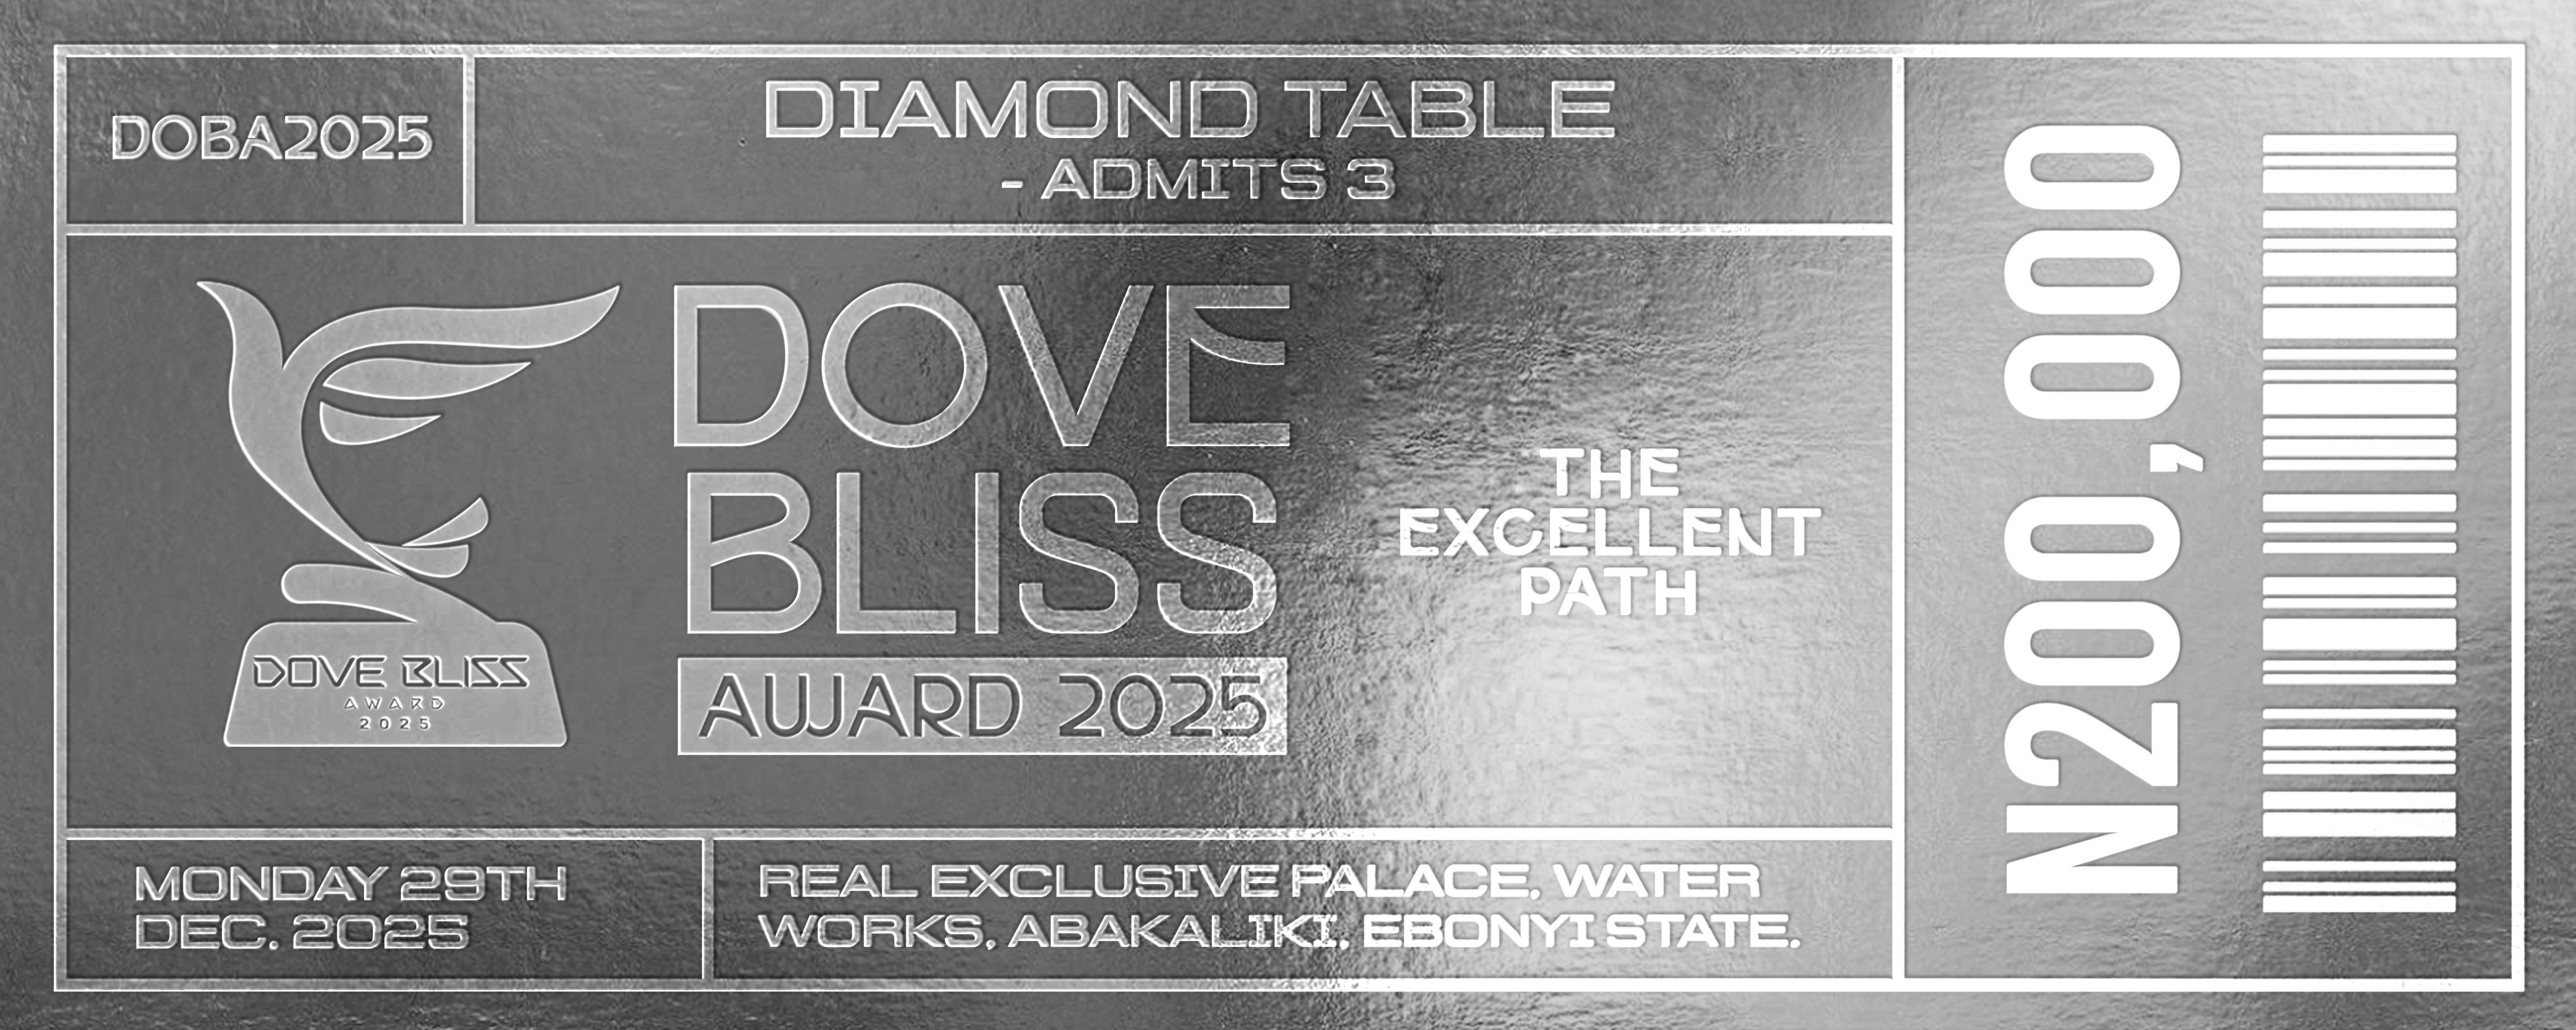 DOBA2025
DIAMOND TABLE
- ADMITS 3
DOVE
BLISS
AWARD 2025
DOVE BLISS
AWARD
2025
THE
EXCELLENT
PATH
MONDAY 29TH
DEC. 2025
REAL EXCLUSIVE PALACE, WATER
WORKS, ABAKALIKI, EBONYI STATE.
N200,000